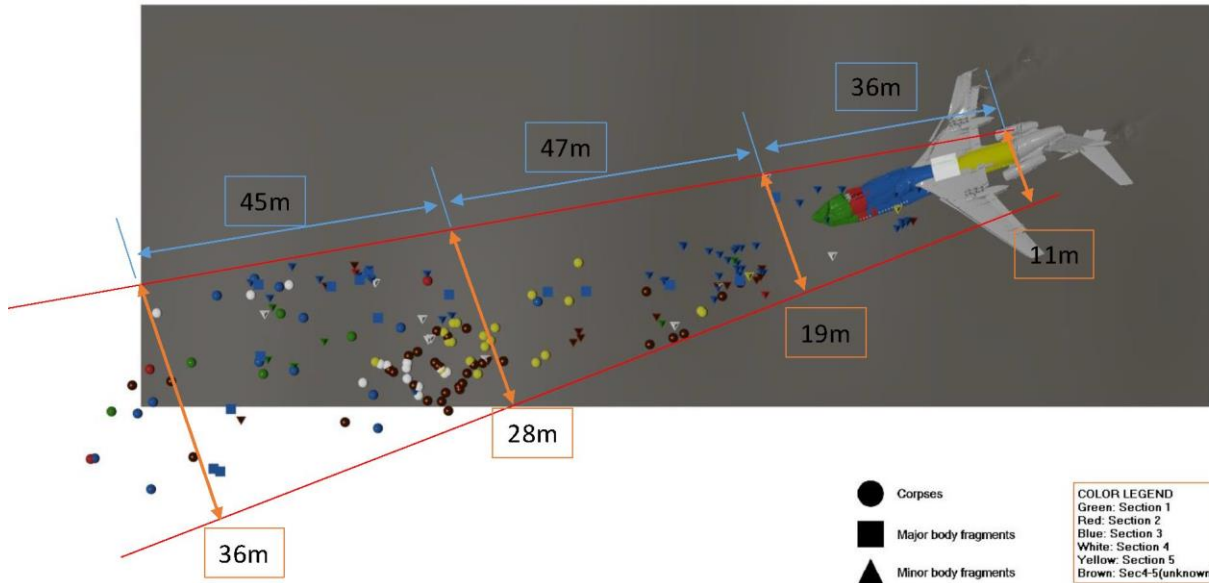 36m
47m
45m
11m
19m
28m
36m
Corpses
Major body fragments
Minor body fragments
COLOR LEGEND
Green: Section 1
Red: Section 2
Blue: Section 3
White: Section 4
Yellow: Section 5
Brown: Sec4-5(unknown